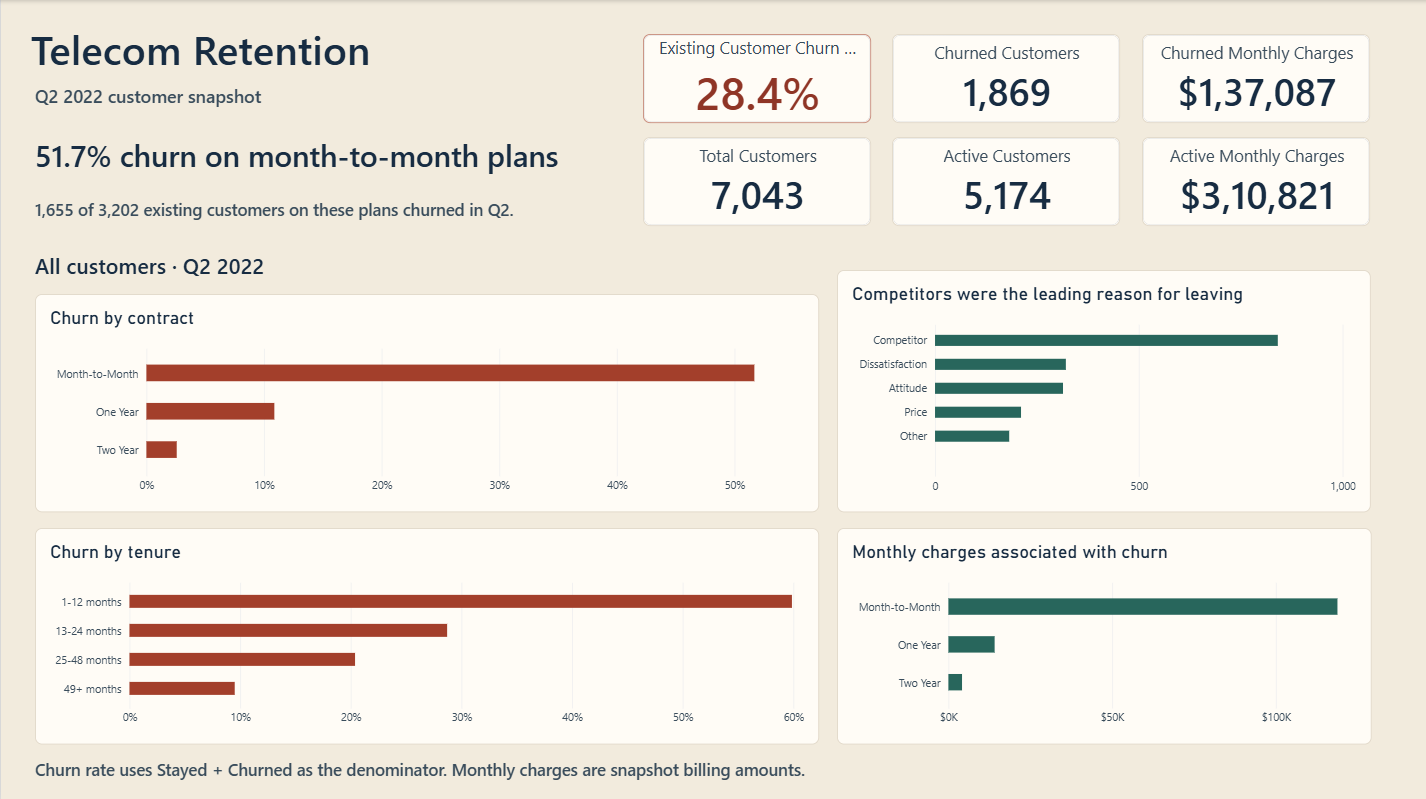 Telecom Retention
Q2 2022 customer snapshot
51.7% churn on month-to-month plans
1,655 of 3,202 existing customers on these plans churned in Q2.
Existing Customer Churn ...
28.4%
Churned Customers
1,869
Churned Monthly Charges
$1,37,087
Total Customers
7,043
Active Customers
5,174
Active Monthly Charges
$3,10,821
All customers · Q2 2022
Churn by contract
Month-to-Month
One Year
Two Year
0% 10% 20% 30% 40% 50%
Competitors were the leading reason for leaving
Competitor
Dissatisfaction
Attitude
Price
Other
0 500 1,000
Churn by tenure
1-12 months
13-24 months
25-48 months
49+ months
0% 10% 20% 30% 40% 50% 60%
Monthly charges associated with churn
Month-to-Month
One Year
Two Year
$0K $50K $100K
Churn rate uses Stayed + Churned as the denominator. Monthly charges are snapshot billing amounts.